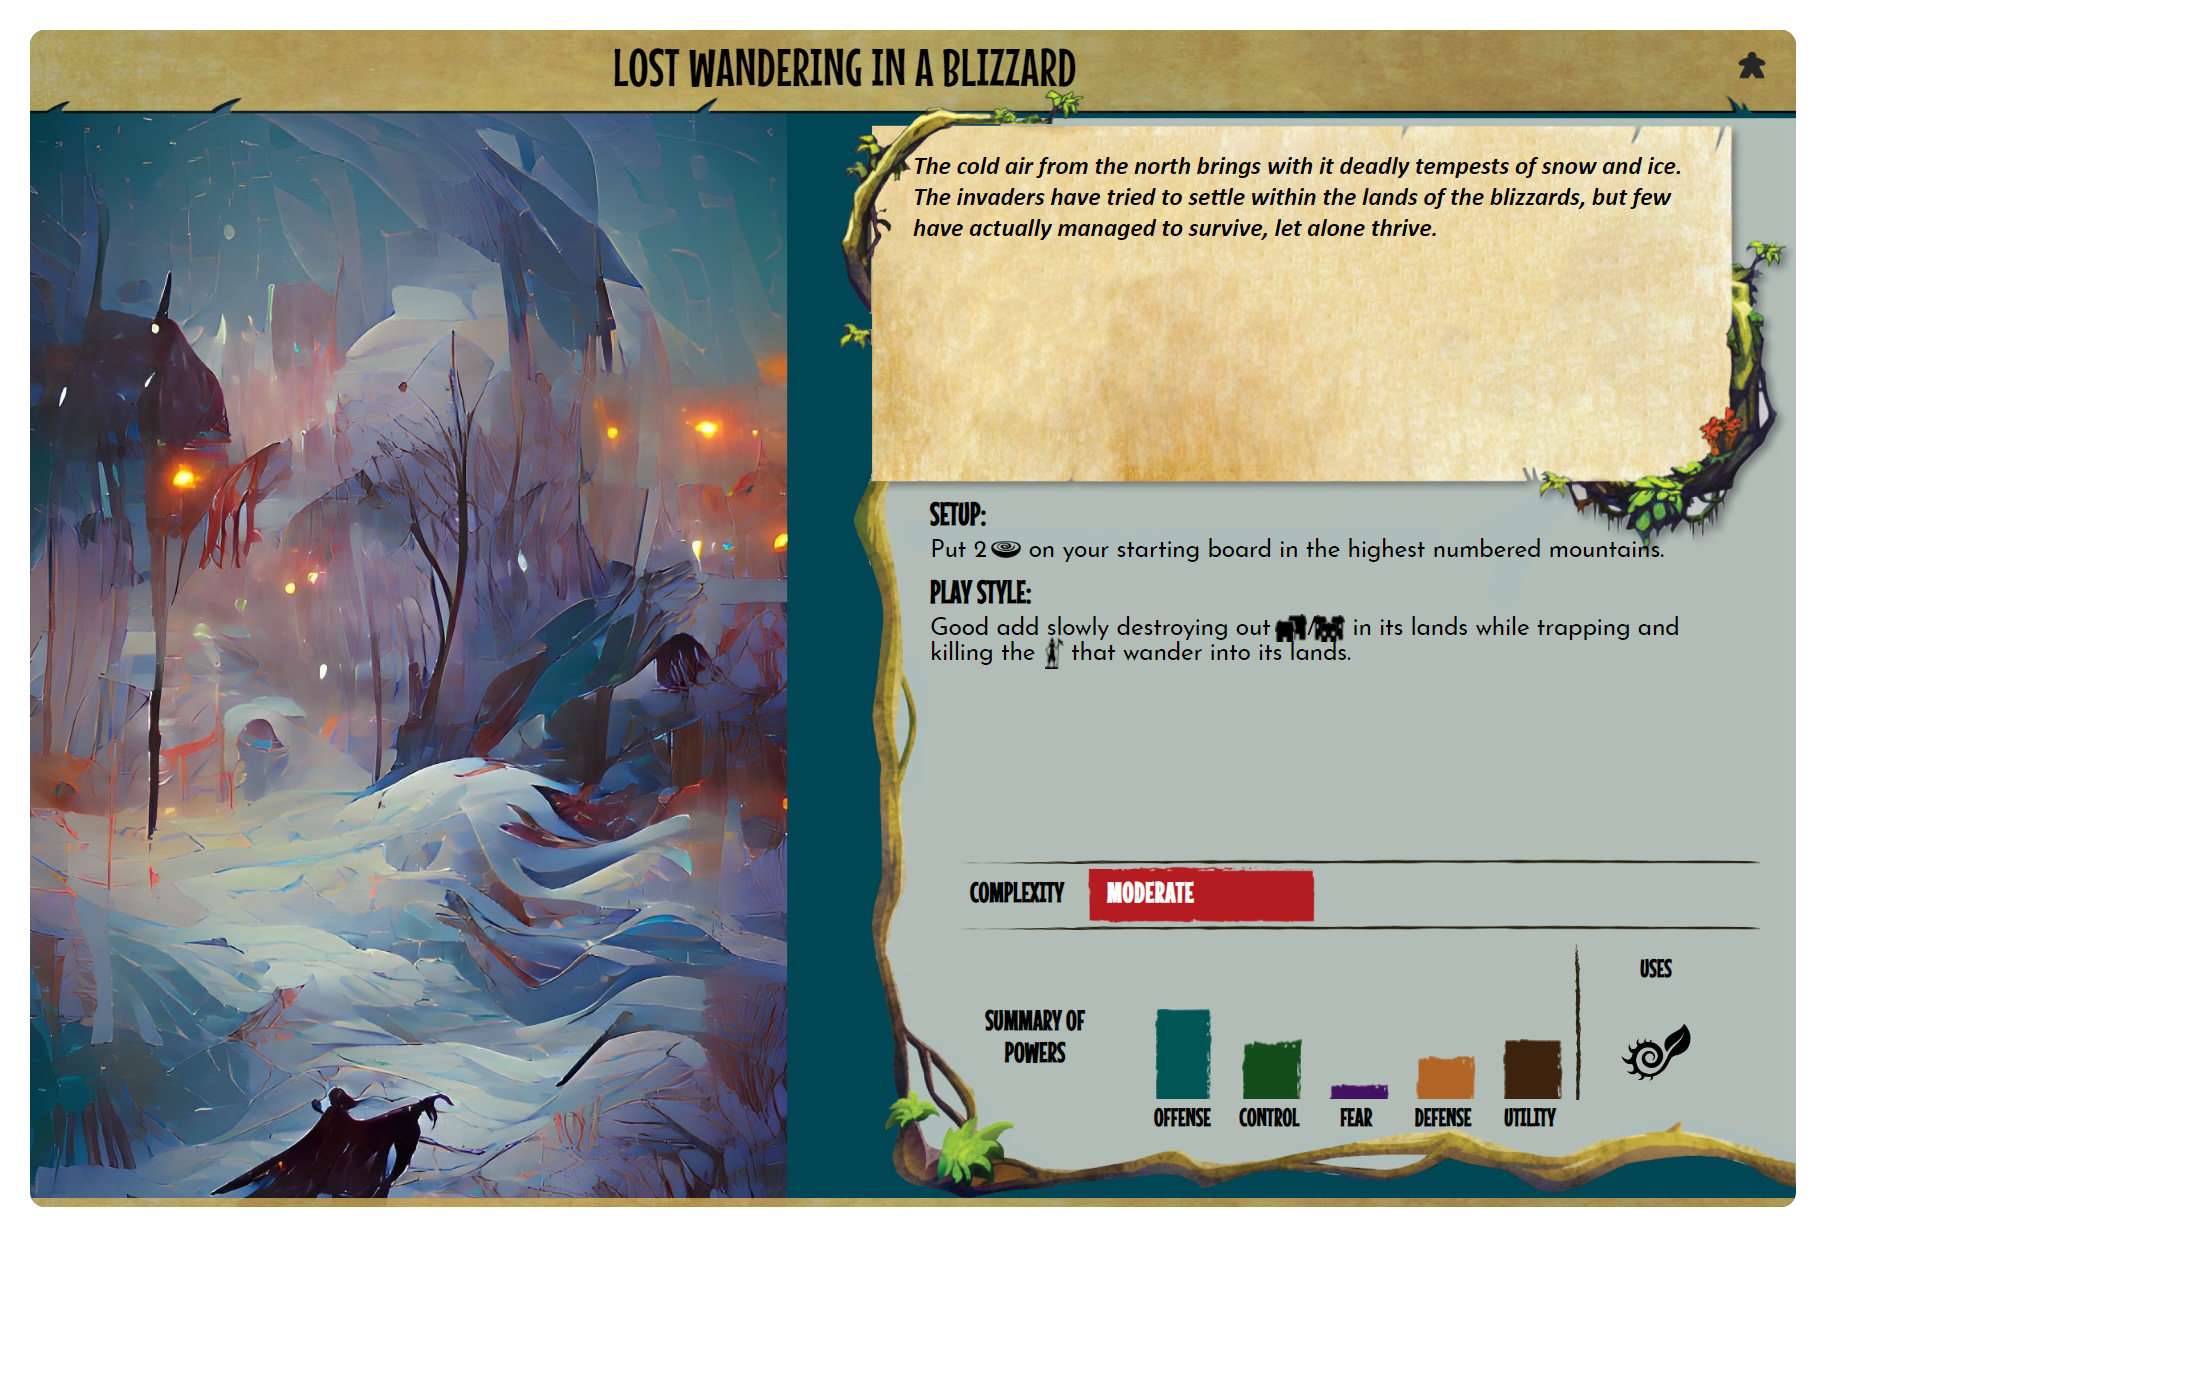 LOST WANDERING IN A BLIZZARD
The cold air from the north brings with it deadly tempests of snow and ice.
The invaders have tried to settle within the lands of the blizzards, but few
have actually managed to survive, let alone thrive.
SETUP:
Put 2 on your starting board in the highest numbered mountains.
PLAY STYLE:
Good add slowly destroying out / in its lands while trapping and
killing the that wander into its lands.
COMPLEXITY MODERATE
USES
SUMMARY OF
POWERS
OFFENSE CONTROL FEAR DEFENSE UTILITY